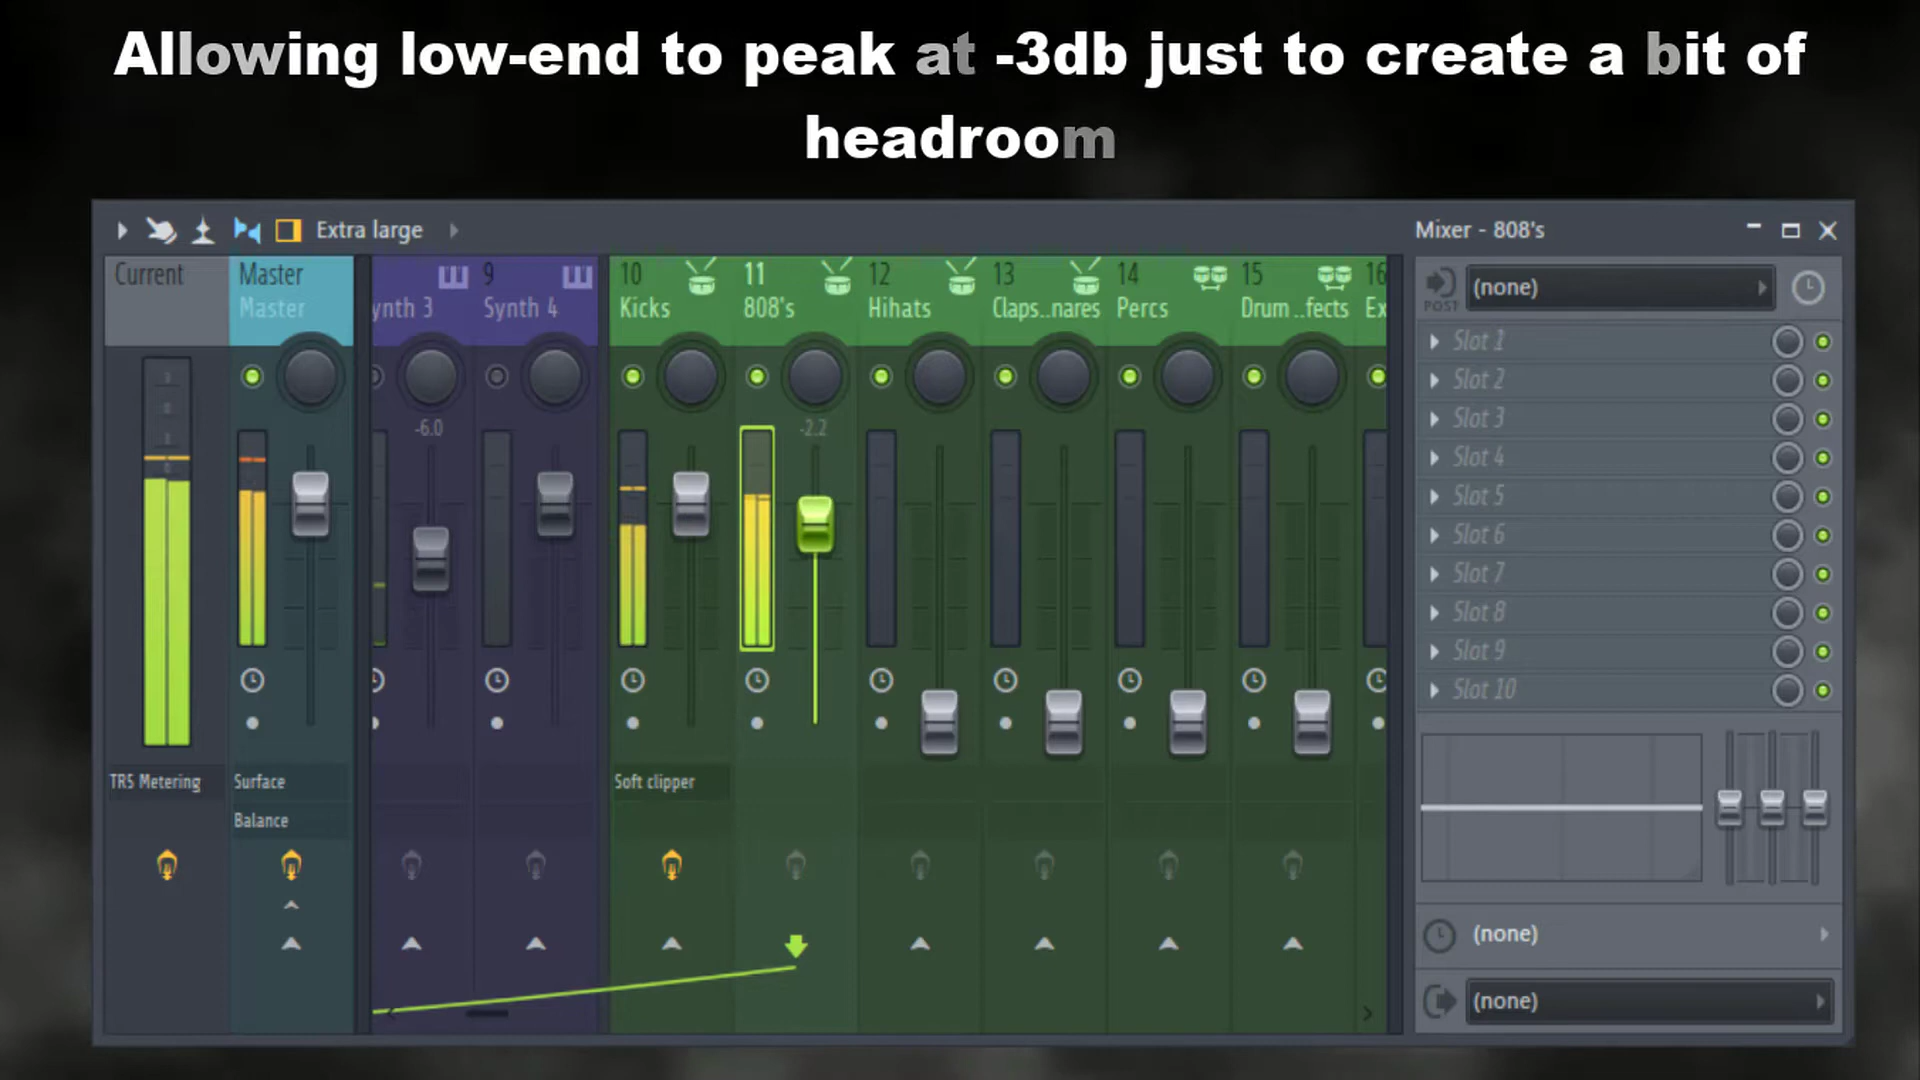 Allowing low-end to peak at -3db just to create a bit of
headroom
Extra large
Mixer - 808's
Current
Master
Master
ynth 3
9
Synth 4
10
Kicks
11
808's
12
Hihats
13
Claps..nares
14
Percs
15
Drum ..fects
16
Ex
POST
(none)
-6.0
-2.2
Slot 1
Slot 2
Slot 3
Slot 4
Slot 5
Slot 6
Slot 7
Slot 8
Slot 9
Slot 10
TR5 Metering
Surface
Balance
Soft clipper
(none)
(none)